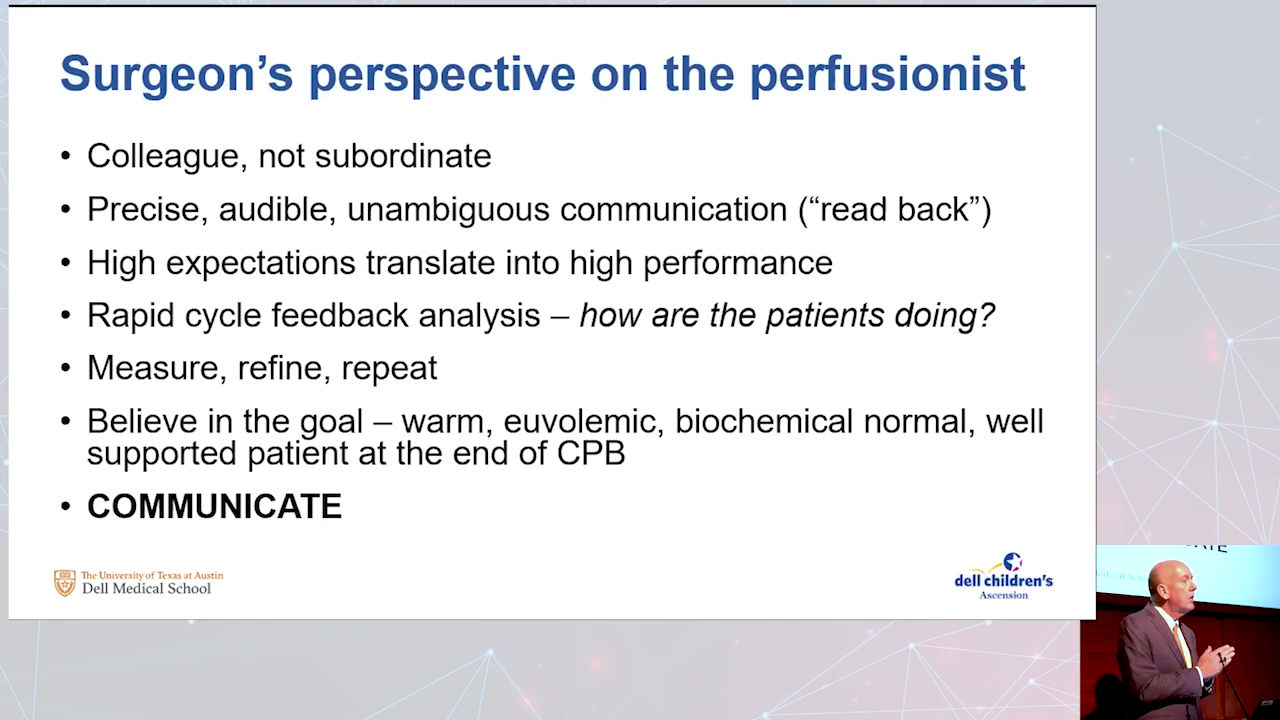 Surgeon’s perspective on the perfusionist
• Colleague, not subordinate
• Precise, audible, unambiguous communication (“read back”)
• High expectations translate into high performance
• Rapid cycle feedback analysis – how are the patients doing?
• Measure, refine, repeat
• Believe in the goal – warm, euvolemic, biochemical normal, well
supported patient at the end of CPB
• COMMUNICATE
The University of Texas at Austin
Dell Medical School
dell children's
Ascension